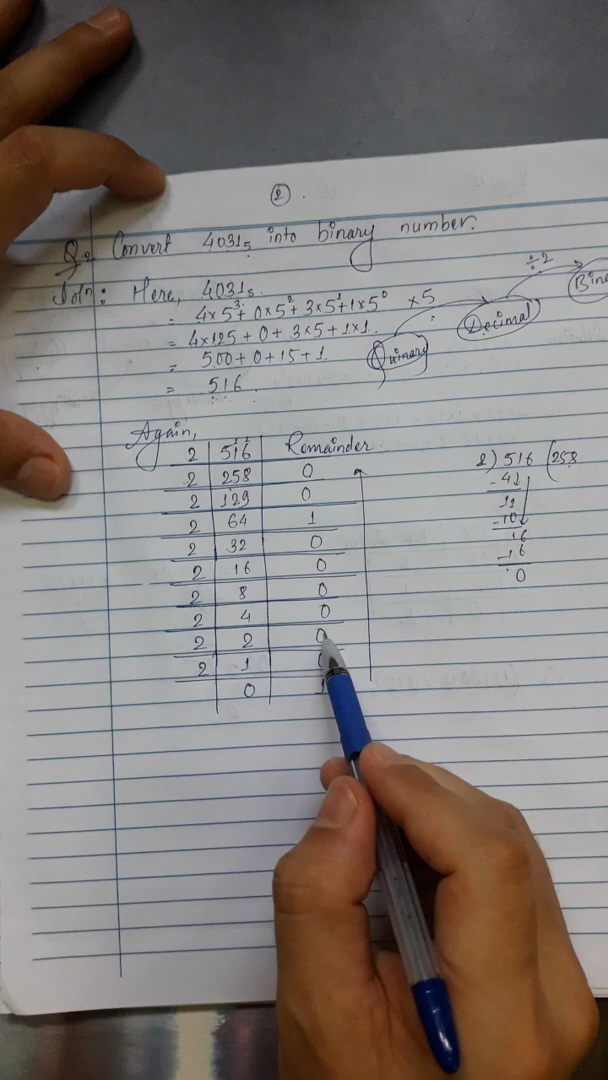 ②.
Q.2 Convert 4031₅ into binary number.
Soln: Here, 4031₅
= 4×5³+0×5²+3×5¹+1×5⁰
= 4×125+0+3×5+1×1.
= 500+0+15+1
= 516.
×5
÷2
Quinary
Decimal
Again,
2 | 516 | Remainder
2 | 258 | 0
2 | 129 | 0
2 | 64 | 1
2 | 32 | 0
2 | 16 | 0
2 | 8 | 0
2 | 4 | 0
2 | 2 | 0
2 | 1
0
2) 516 (258
-4↓
11
-10↓
16
-16
0